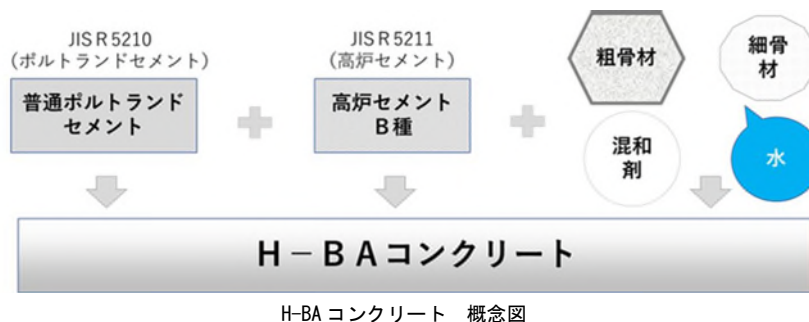 JIS R 5210
(ポルトランドセメント)
普通ポルトランド
セメント
JIS R 5211
(高炉セメント)
高炉セメント
B種
粗骨材
細骨
材
混和
剤
水
H－BAコンクリート
H-BA コンクリート 概念図